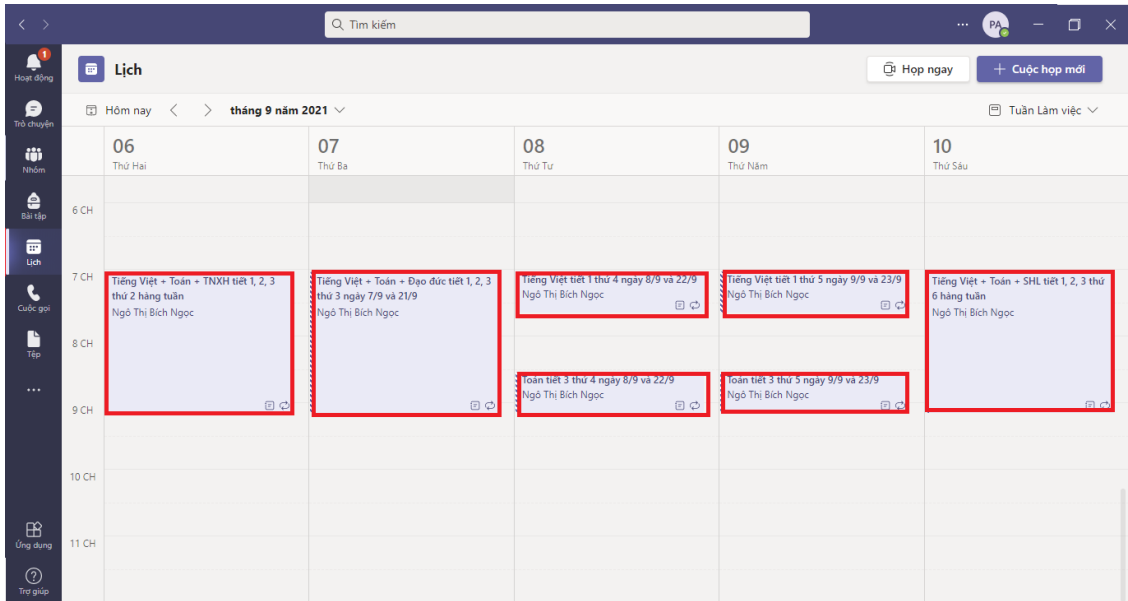 Tìm kiếm
PA
1
Hoạt động
Lịch
Họp ngay
Cuộc họp mới
Trò chuyện
Hôm nay
tháng 9 năm 2021
Tuần Làm việc
Nhóm
06
Thứ Hai
07
Thứ Ba
08
Thứ Tư
09
Thứ Năm
10
Thứ Sáu
Bài tập
6 CH
Lịch
7 CH
Tiếng Việt + Toán + TNXH tiết 1, 2, 3
thứ 2 hàng tuần
Ngô Thị Bích Ngọc
Tiếng Việt + Toán + Đạo đức tiết 1, 2, 3
thứ 3 ngày 7/9 và 21/9
Ngô Thị Bích Ngọc
Tiếng Việt tiết 1 thứ 4 ngày 8/9 và 22/9
Ngô Thị Bích Ngọc
Tiếng Việt tiết 1 thứ 5 ngày 9/9 và 23/9
Ngô Thị Bích Ngọc
Tiếng Việt + Toán + SHL tiết 1, 2, 3 thứ
6 hàng tuần
Ngô Thị Bích Ngọc
Cuộc gọi
8 CH
Tệp
Toán tiết 3 thứ 4 ngày 8/9 và 22/9
Ngô Thị Bích Ngọc
Toán tiết 3 thứ 5 ngày 9/9 và 23/9
Ngô Thị Bích Ngọc
9 CH
10 CH
Ứng dụng
11 CH
Trợ giúp